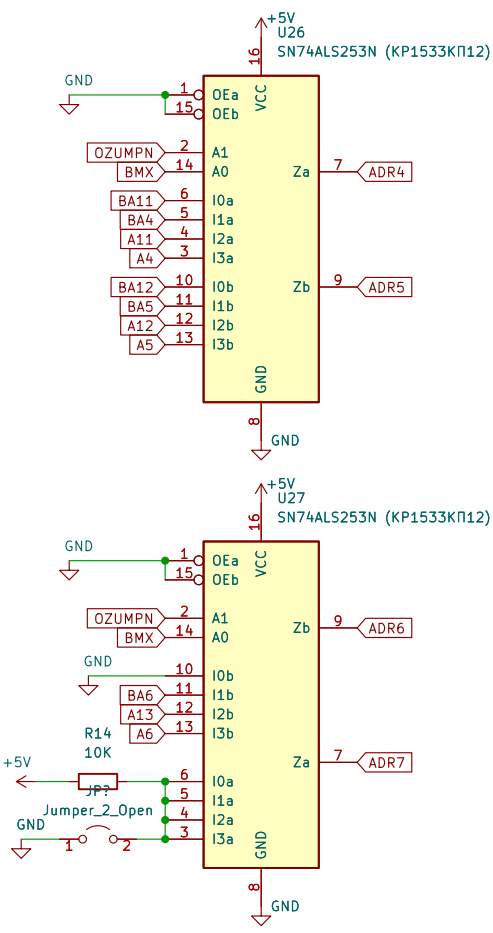 +5V
U26
SN74ALS253N (КР1533КП12)
16
VCC
GND
1 OEa
15 OEb
OZUMPN 2 A1
BMX 14 A0
Za 7 ADR4
BA11 6 I0a
BA4 5 I1a
A11 4 I2a
A4 3 I3a
BA12 10 I0b
Zb 9 ADR5
BA5 11 I1b
A12 12 I2b
A5 13 I3b
GND
8
GND
+5V
U27
SN74ALS253N (КР1533КП12)
16
VCC
GND
1 OEa
15 OEb
OZUMPN 2 A1
Zb 9 ADR6
BMX 14 A0
GND
10 I0b
BA6 11 I1b
A13 12 I2b
A6 13 I3b
R14
10K
+5V
Za 7 ADR7
6 I0a
JP?
5 I1a
Jumper_2_Open
4 I2a
GND
1 2
3 I3a
GND
8
GND